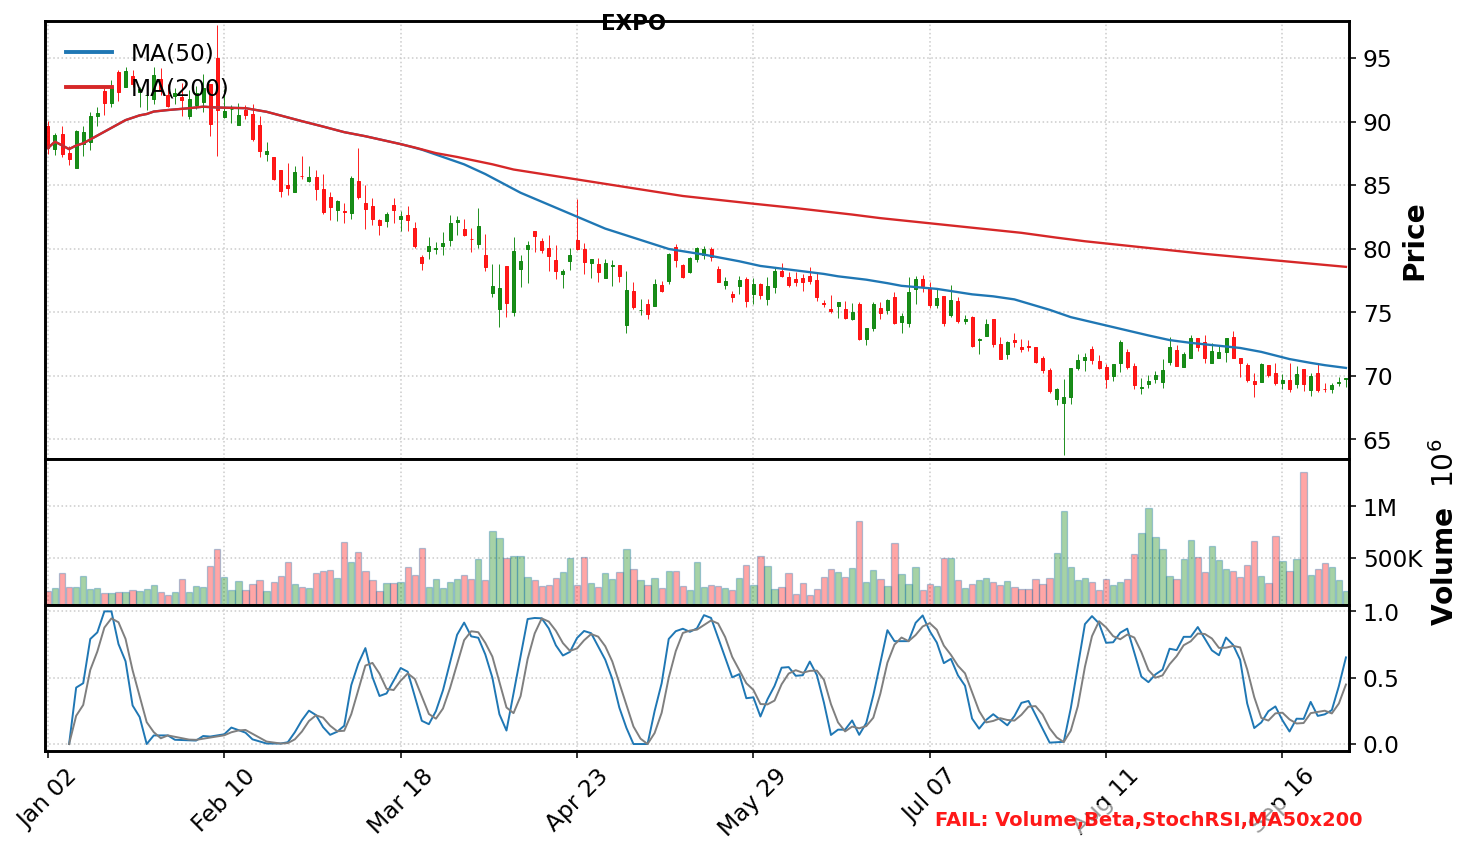 EXPO
MA(50)
MA(200)
95
90
85
80
75
70
65
Price
1M
500K
Volume 10^6
1.0
0.5
0.0
Jan 02
Feb 10
Mar 18
Apr 23
May 29
Jul 07
Aug 11
Sep 16
FAIL: Volume,Beta,StochRSI,MA50x200